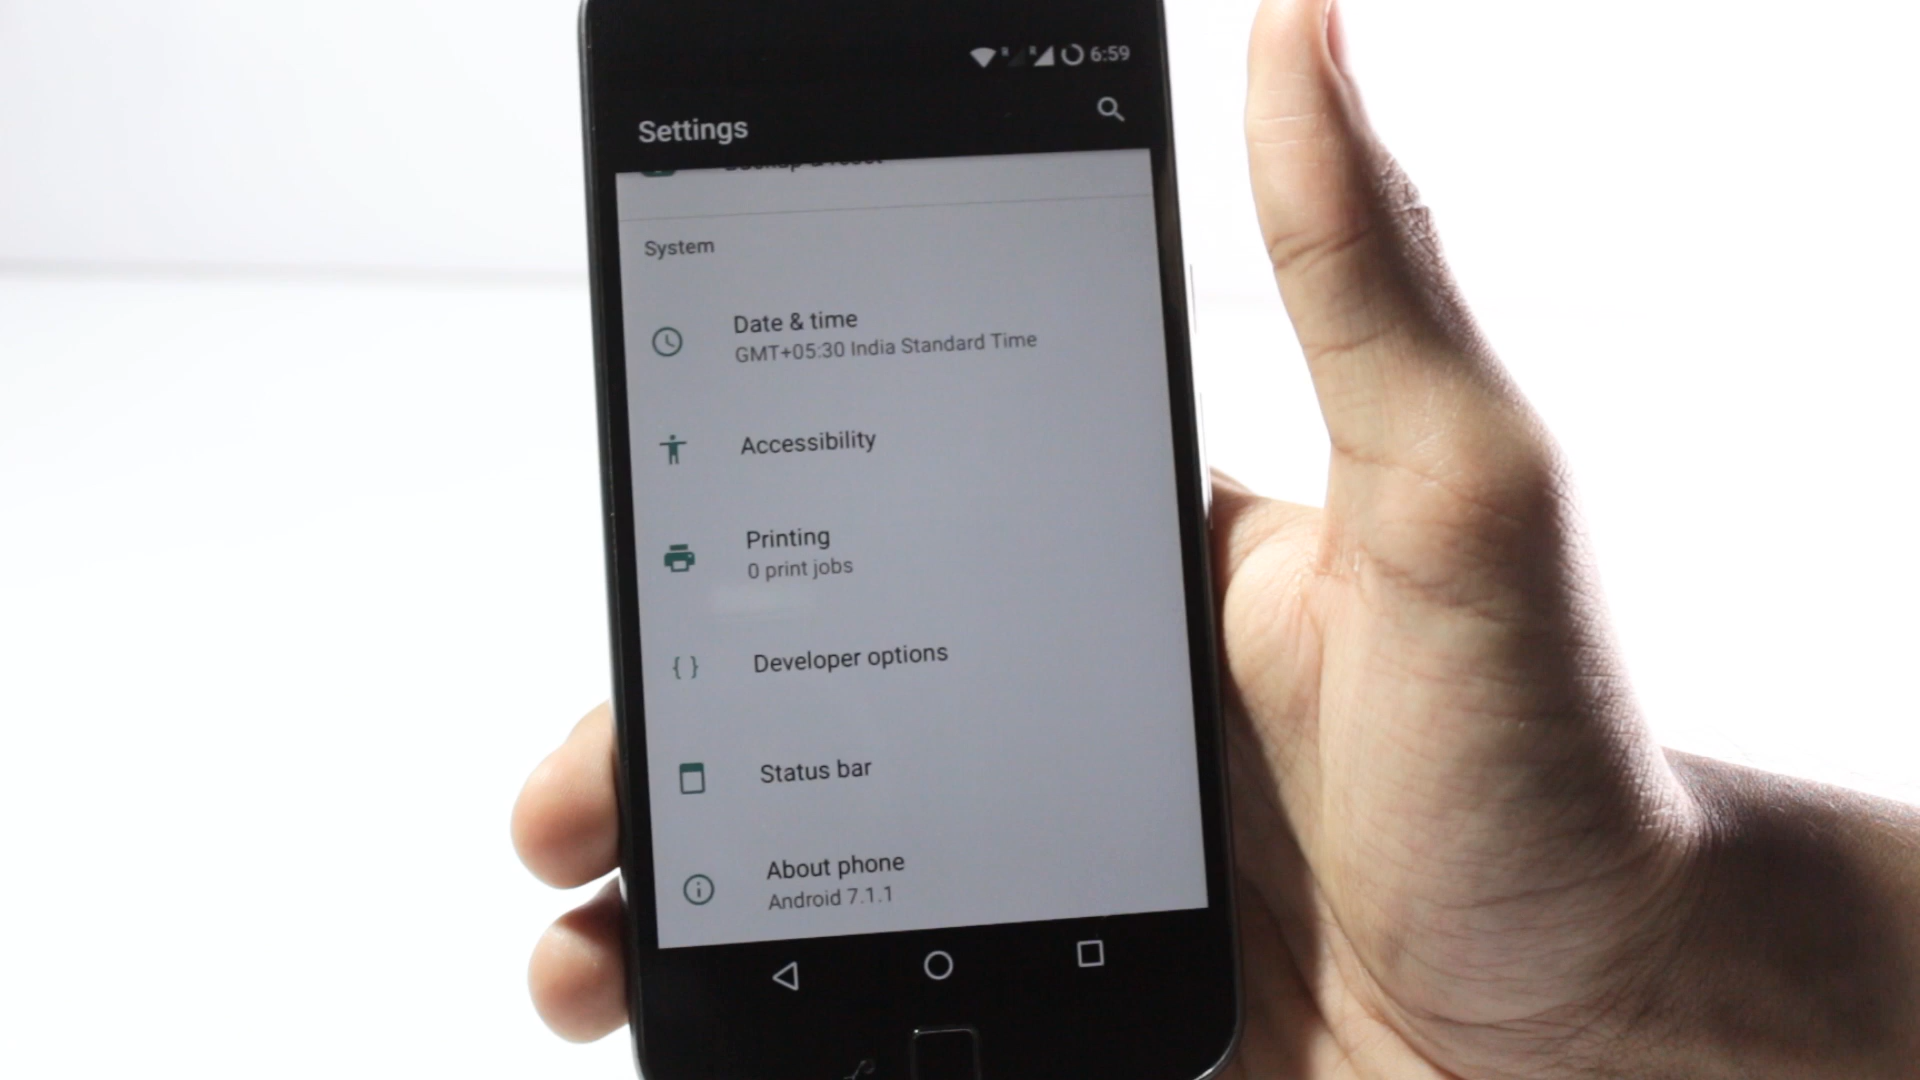 6:59
Settings
System
Date & time
GMT+05:30 India Standard Time
Accessibility
Printing
0 print jobs
Developer options
Status bar
About phone
Android 7.1.1